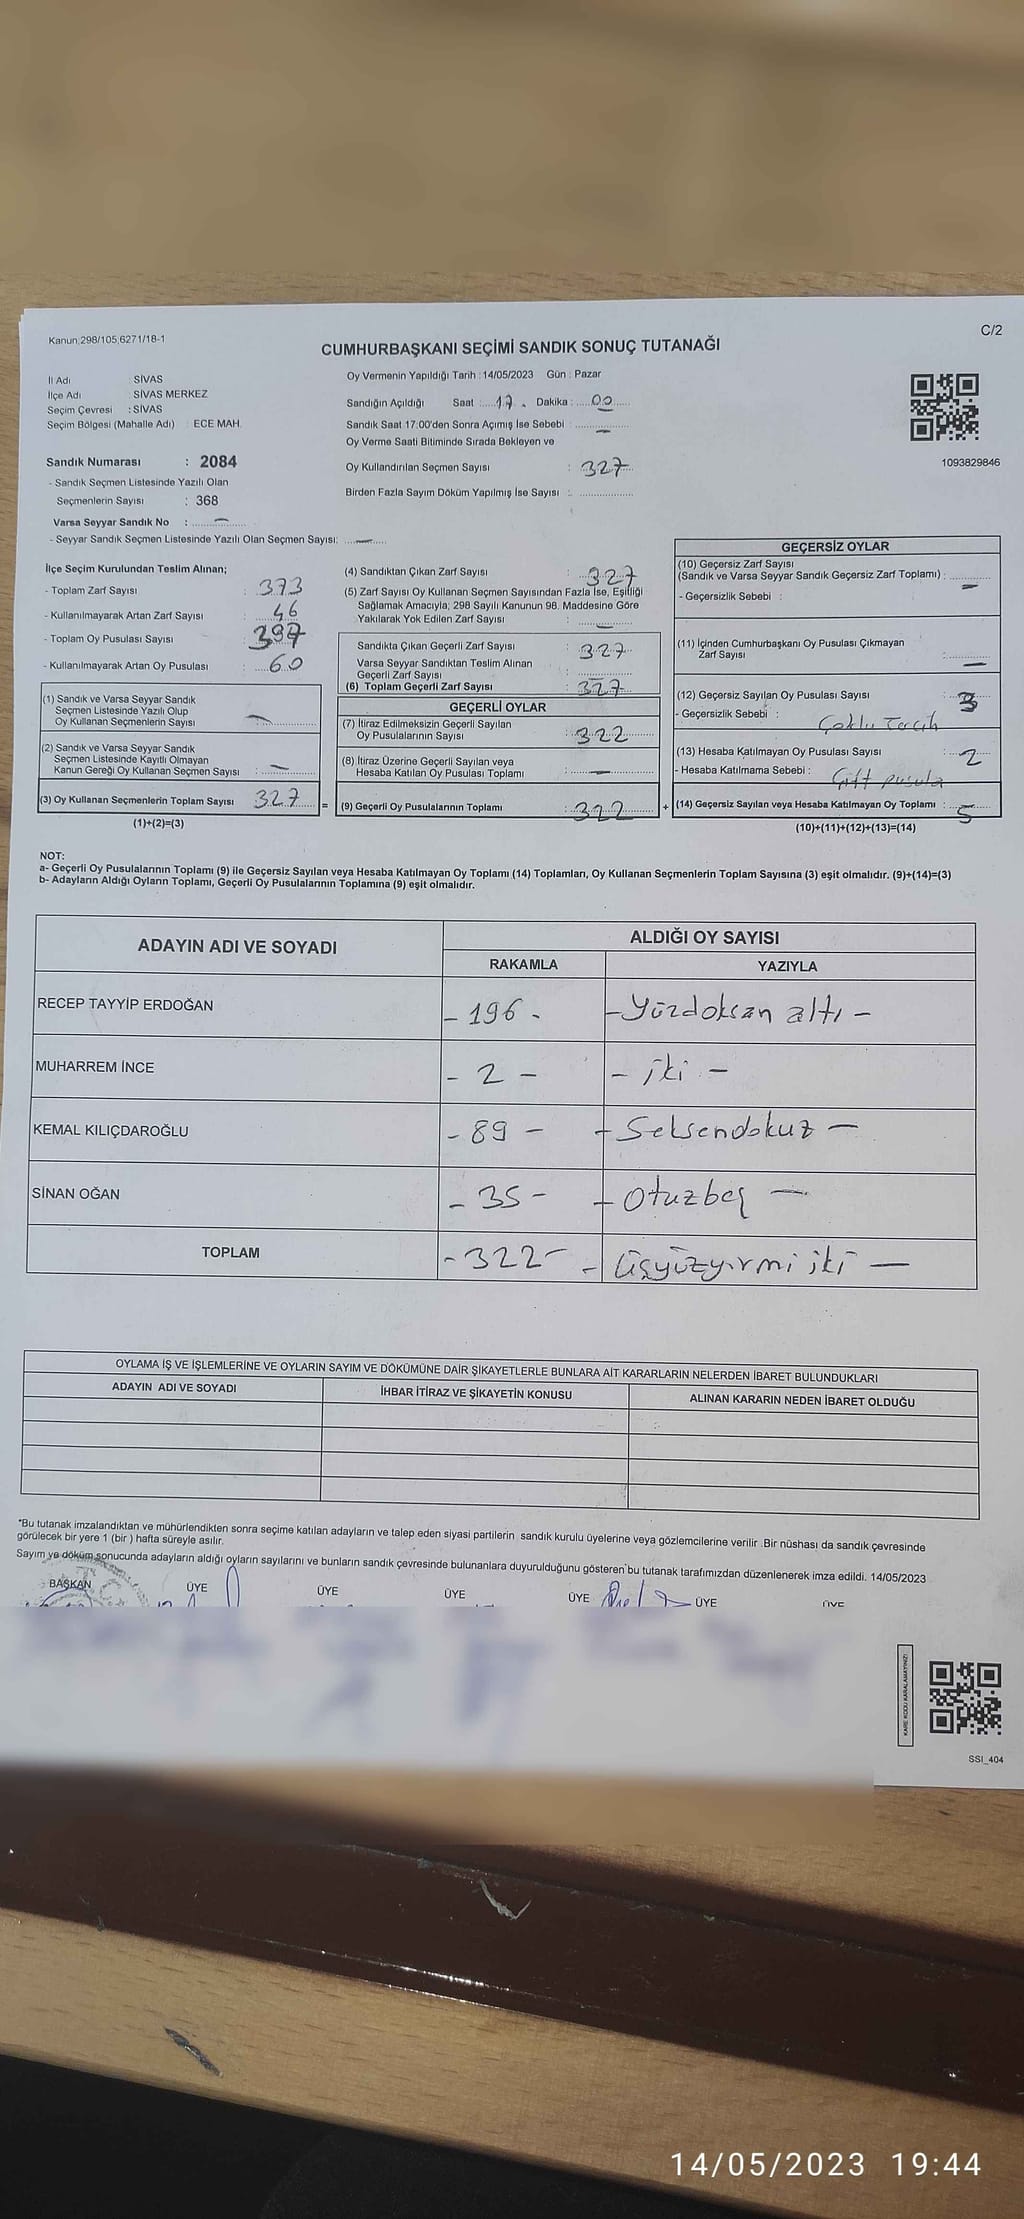 Kanun;298/105;6271/18-1
C/2
CUMHURBAŞKANI SEÇİMİ SANDIK SONUÇ TUTANAĞI
İl Adı : SİVAS
İlçe Adı : SİVAS MERKEZ
Seçim Çevresi : SİVAS
Seçim Bölgesi (Mahalle Adı) : ECE MAH.
Sandık Numarası : 2084
- Sandık Seçmen Listesinde Yazılı Olan
Seçmenlerin Sayısı : 368
Varsa Seyyar Sandık No : —
- Seyyar Sandık Seçmen Listesinde Yazılı Olan Seçmen Sayısı: —
Oy Vermenin Yapıldığı Tarih : 14/05/2023 Gün : Pazar
Sandığın Açıldığı Saat : 17 Dakika : 00
Sandık Saat 17:00'den Sonra Açımış İse Sebebi : —
Oy Verme Saati Bitiminde Sırada Bekleyen ve
Oy Kullandırılan Seçmen Sayısı : 327
Birden Fazla Sayım Döküm Yapılmış İse Sayısı :
1093829846
İlçe Seçim Kurulundan Teslim Alınan;
- Toplam Zarf Sayısı : 373
- Kullanılmayarak Artan Zarf Sayısı : 46
- Toplam Oy Pusulası Sayısı : 387
- Kullanılmayarak Artan Oy Pusulası : 60
(1) Sandık ve Varsa Seyyar Sandık
Seçmen Listesinde Yazılı Olup
Oy Kullanan Seçmenlerin Sayısı : —
(2) Sandık ve Varsa Seyyar Sandık
Seçmen Listesinde Kayıtlı Olmayan
Kanun Gereği Oy Kullanan Seçmen Sayısı : —
(3) Oy Kullanan Seçmenlerin Toplam Sayısı : 327 =
(1)+(2)=(3)
(4) Sandıktan Çıkan Zarf Sayısı : 327
(5) Zarf Sayısı Oy Kullanan Seçmen Sayısından Fazla İse, Eşitliği
Sağlamak Amacıyla; 298 Sayılı Kanunun 98. Maddesine Göre
Yakılarak Yok Edilen Zarf Sayısı : —
Sandıkta Çıkan Geçerli Zarf Sayısı : 327
Varsa Seyyar Sandıktan Teslim Alınan
Geçerli Zarf Sayısı :
(6) Toplam Geçerli Zarf Sayısı : 327
GEÇERLİ OYLAR
(7) İtiraz Edilmeksizin Geçerli Sayılan
Oy Pusulalarının Sayısı : 322
(8) İtiraz Üzerine Geçerli Sayılan veya
Hesaba Katılan Oy Pusulası Toplamı : —
(9) Geçerli Oy Pusulalarının Toplamı : 322 +
GEÇERSİZ OYLAR
(10) Geçersiz Zarf Sayısı
(Sandık ve Varsa Seyyar Sandık Geçersiz Zarf Toplamı) : —
- Geçersizlik Sebebi :
(11) İçinden Cumhurbaşkanı Oy Pusulası Çıkmayan
Zarf Sayısı : —
(12) Geçersiz Sayılan Oy Pusulası Sayısı : 3
- Geçersizlik Sebebi : Çoklu Tercih
(13) Hesaba Katılmayan Oy Pusulası Sayısı : 2
- Hesaba Katılmama Sebebi : Çift pusula
(14) Geçersiz Sayılan veya Hesaba Katılmayan Oy Toplamı : 5
(10)+(11)+(12)+(13)=(14)
NOT:
a- Geçerli Oy Pusulalarının Toplamı (9) ile Geçersiz Sayılan veya Hesaba Katılmayan Oy Toplamı (14) Toplamları, Oy Kullanan Seçmenlerin Toplam Sayısına (3) eşit olmalıdır. (9)+(14)=(3)
b- Adayların Aldığı Oyların Toplamı, Geçerli Oy Pusulalarının Toplamına (9) eşit olmalıdır.
ADAYIN ADI VE SOYADI
ALDIĞI OY SAYISI
RAKAMLA YAZIYLA
RECEP TAYYİP ERDOĞAN - 196 - - Yüzdoksan altı -
MUHARREM İNCE - 2 - - iki -
KEMAL KILIÇDAROĞLU - 89 - - Seksendokuz -
SİNAN OĞAN - 35 - - Otuzbeş -
TOPLAM - 322 - - Üçyüzyirmi iki -
OYLAMA İŞ VE İŞLEMLERİNE VE OYLARIN SAYIM VE DÖKÜMÜNE DAİR ŞİKAYETLERLE BUNLARA AİT KARARLARIN NELERDEN İBARET BULUNDUKLARI
ADAYIN ADI VE SOYADI İHBAR İTİRAZ VE ŞİKAYETİN KONUSU ALINAN KARARIN NEDEN İBARET OLDUĞU
*Bu tutanak imzalandıktan ve mühürlendikten sonra seçime katılan adayların ve talep eden siyasi partilerin sandık kurulu üyelerine veya gözlemcilerine verilir .Bir nüshası da sandık çevresinde
görülecek bir yere 1 (bir ) hafta süreyle asılır.
Sayım ve döküm sonucunda adayların aldığı oyların sayılarını ve bunların sandık çevresinde bulunanlara duyurulduğunu gösteren bu tutanak tarafımızdan düzenlenerek imza edildi. 14/05/2023
BAŞKAN ÜYE ÜYE ÜYE ÜYE ÜYE ÜYE
KARE KODU KARALAMAYINIZ!
SSI_404
14/05/2023 19:44